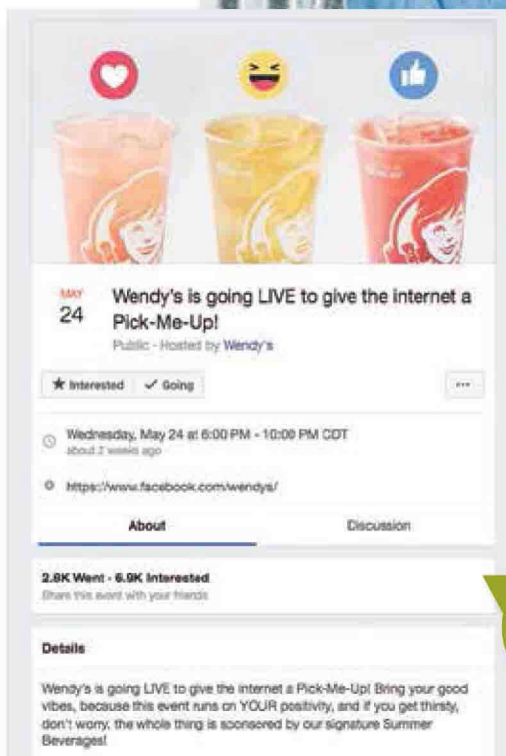 MAY
24
Wendy's is going LIVE to give the internet a
Pick-Me-Up!
Public - Hosted by Wendy's
★ Interested ✓ Going
...
Wednesday, May 24 at 6:00 PM - 10:00 PM CDT
about 2 weeks ago
https://www.facebook.com/wendys/
About Discussion
2.8K Went - 6.9K Interested
Share this event with your friends
Details
Wendy's is going LIVE to give the internet a Pick-Me-Up! Bring your good
vibes, because this event runs on YOUR positivity, and if you get thirsty,
don't worry, the whole thing is sponsored by our signature Summer
Beverages!